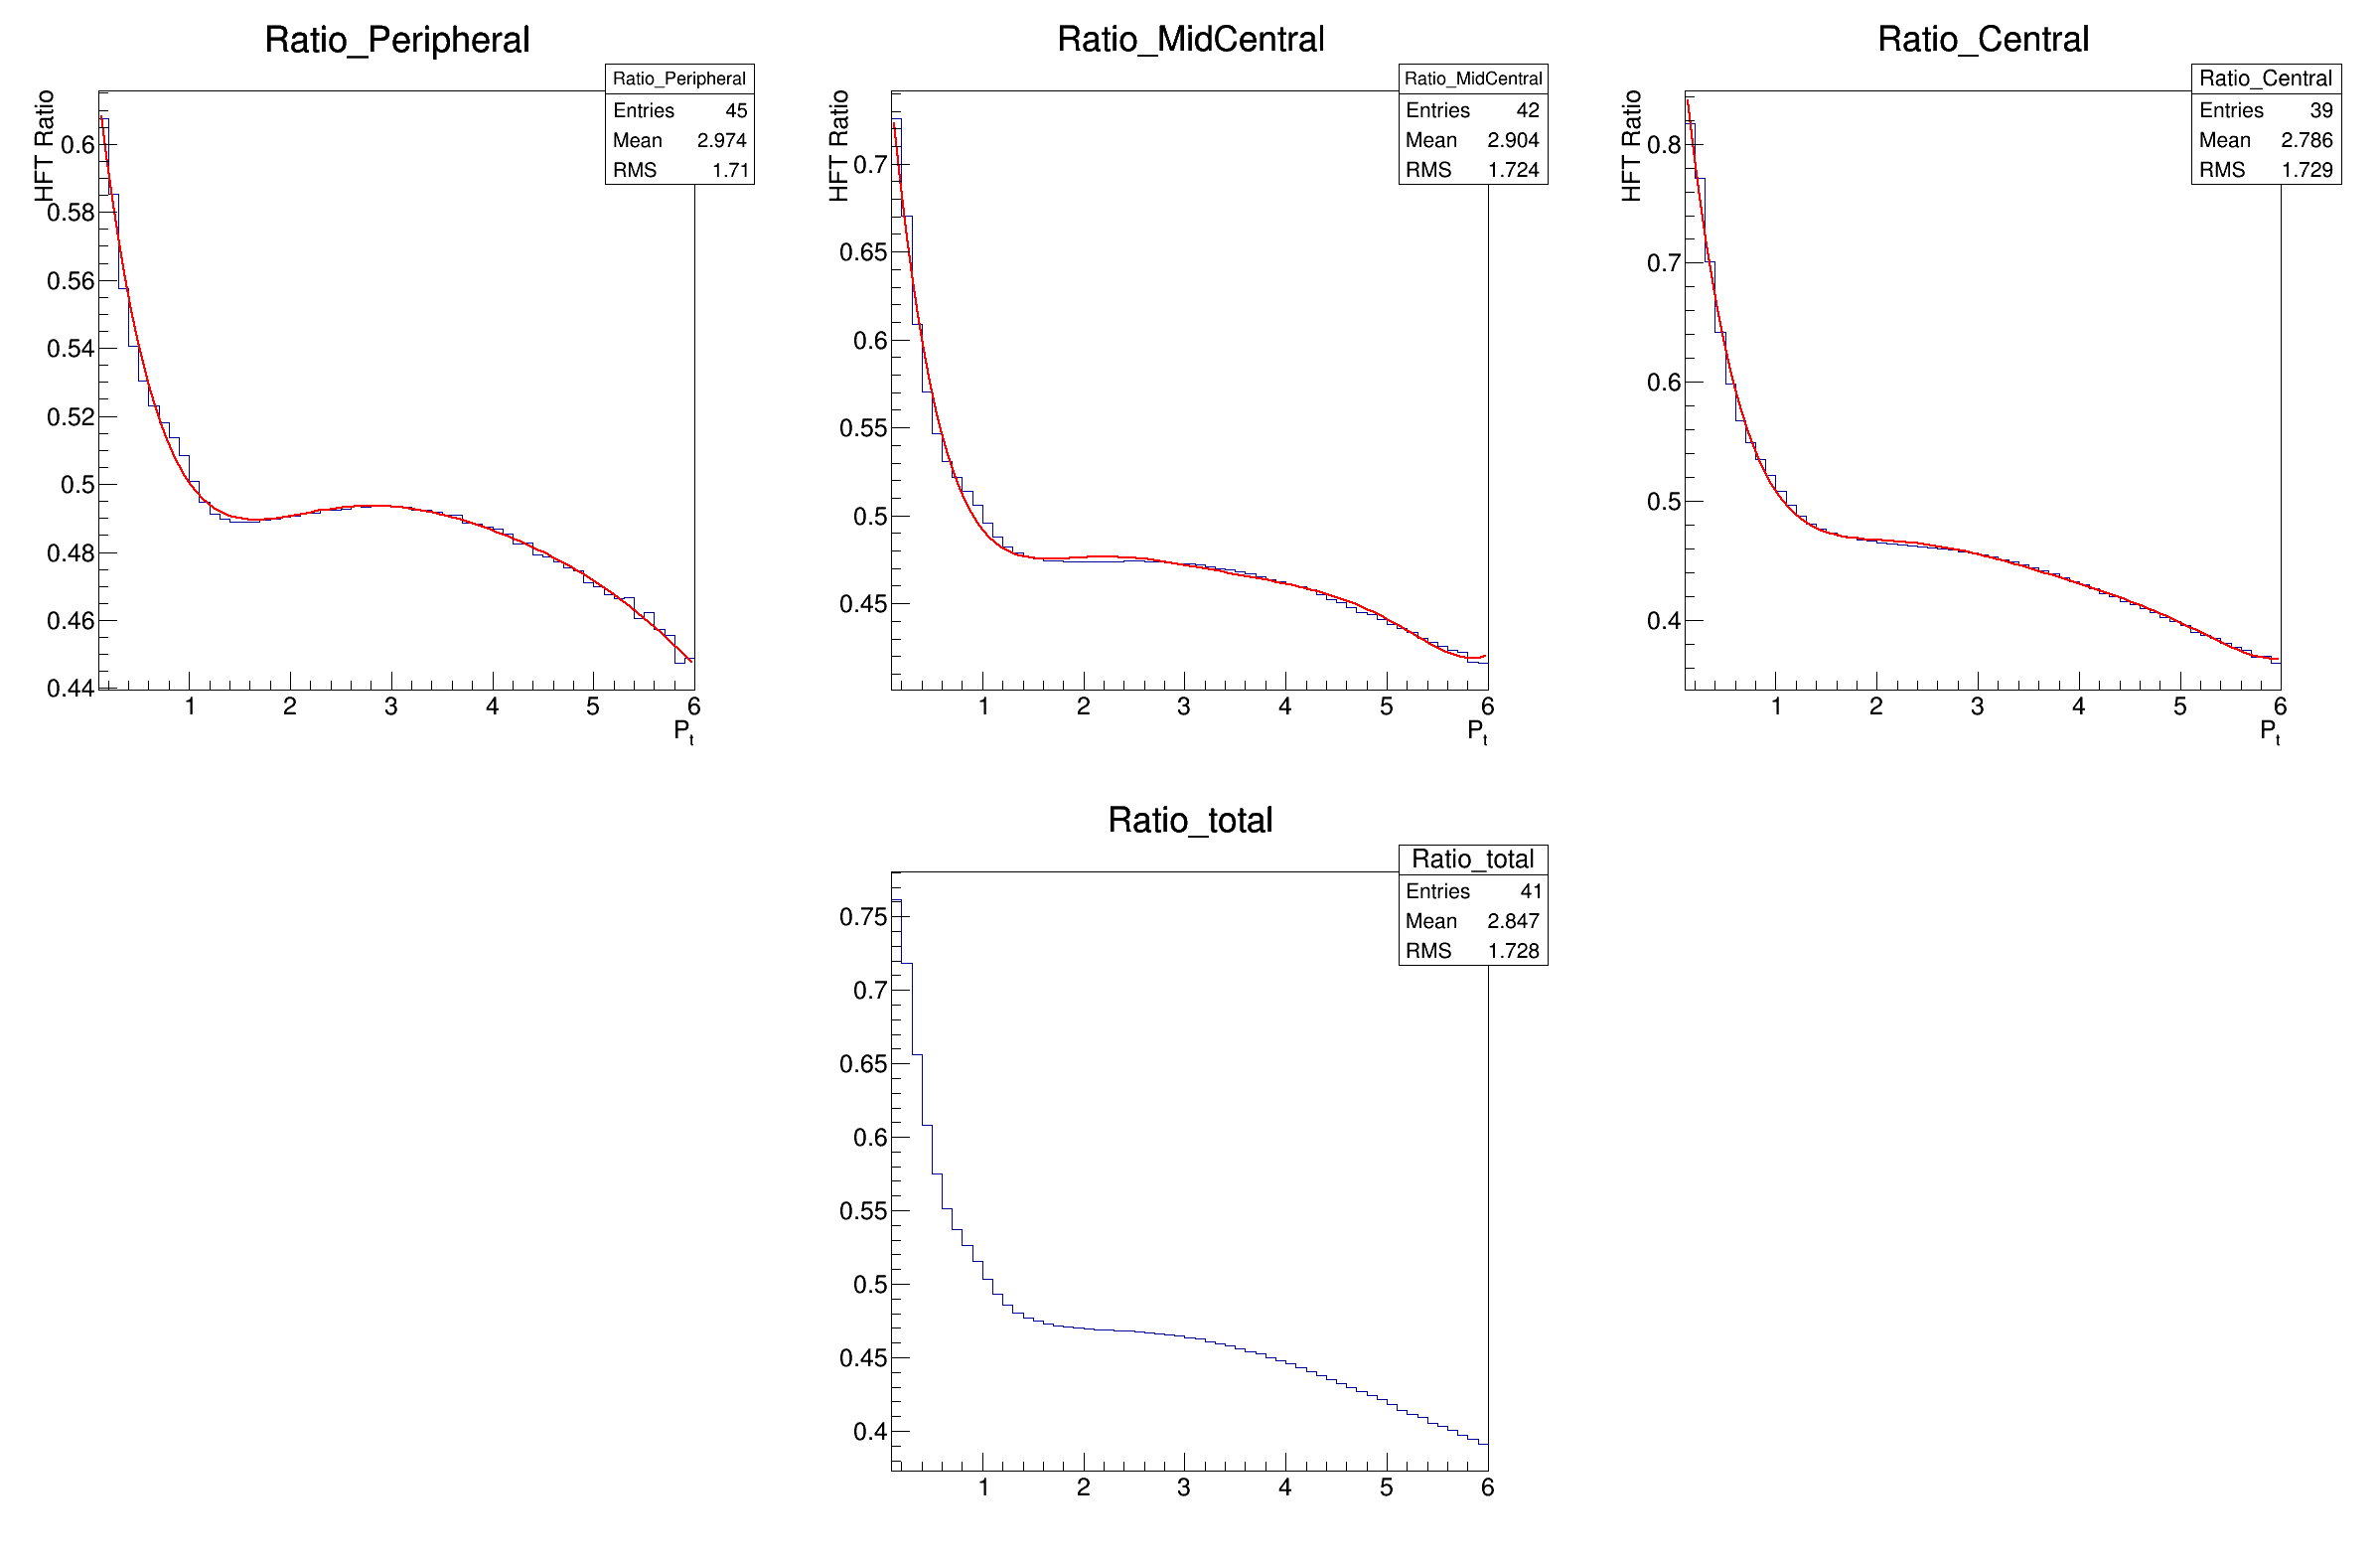 Ratio_Peripheral
Ratio_Peripheral
Entries 45
Mean 2.974
RMS 1.71
HFT Ratio
0.6
0.58
0.56
0.54
0.52
0.5
0.48
0.46
0.44
1 2 3 4 5 6
Pt
Ratio_MidCentral
Ratio_MidCentral
Entries 42
Mean 2.904
RMS 1.724
HFT Ratio
0.7
0.65
0.6
0.55
0.5
0.45
1 2 3 4 5 6
Pt
Ratio_Central
Ratio_Central
Entries 39
Mean 2.786
RMS 1.729
HFT Ratio
0.8
0.7
0.6
0.5
0.4
1 2 3 4 5 6
Pt
Ratio_total
Ratio_total
Entries 41
Mean 2.847
RMS 1.728
0.75
0.7
0.65
0.6
0.55
0.5
0.45
0.4
1 2 3 4 5 6